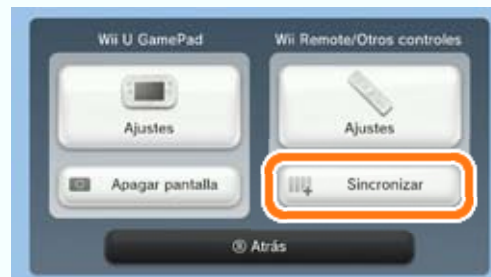 Wii U GamePad
Wii Remote/Otros controles
Ajustes
Ajustes
Apagar pantalla
Sincronizar
Ⓑ Atrás